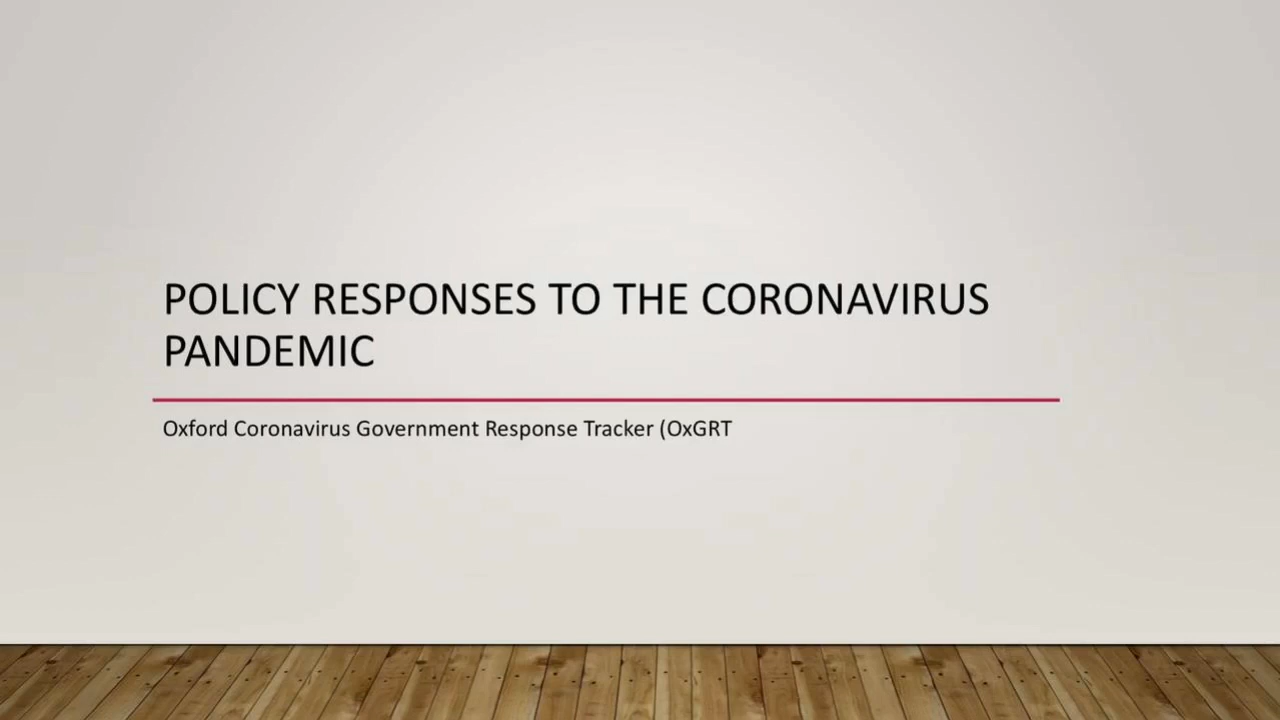 POLICY RESPONSES TO THE CORONAVIRUS
PANDEMIC
Oxford Coronavirus Government Response Tracker (OxGRT